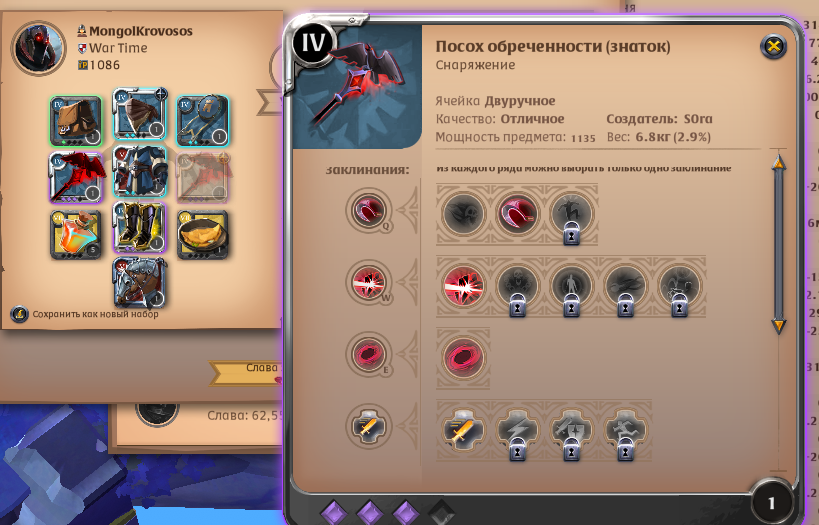 MongolKrovosos
War Time
1086
Сохранить как новый набор
Слава
Слава: 62,5
IV
Посох обреченности (знаток)
Снаряжение
Ячейка Двуручное
Качество: Отличное Создатель: S0ra
Мощность предмета: 1135 Вес: 6.8кг (2.9%)
Заклинания: Из каждого ряда можно выбрать только одно заклинание
Q
W
E
1